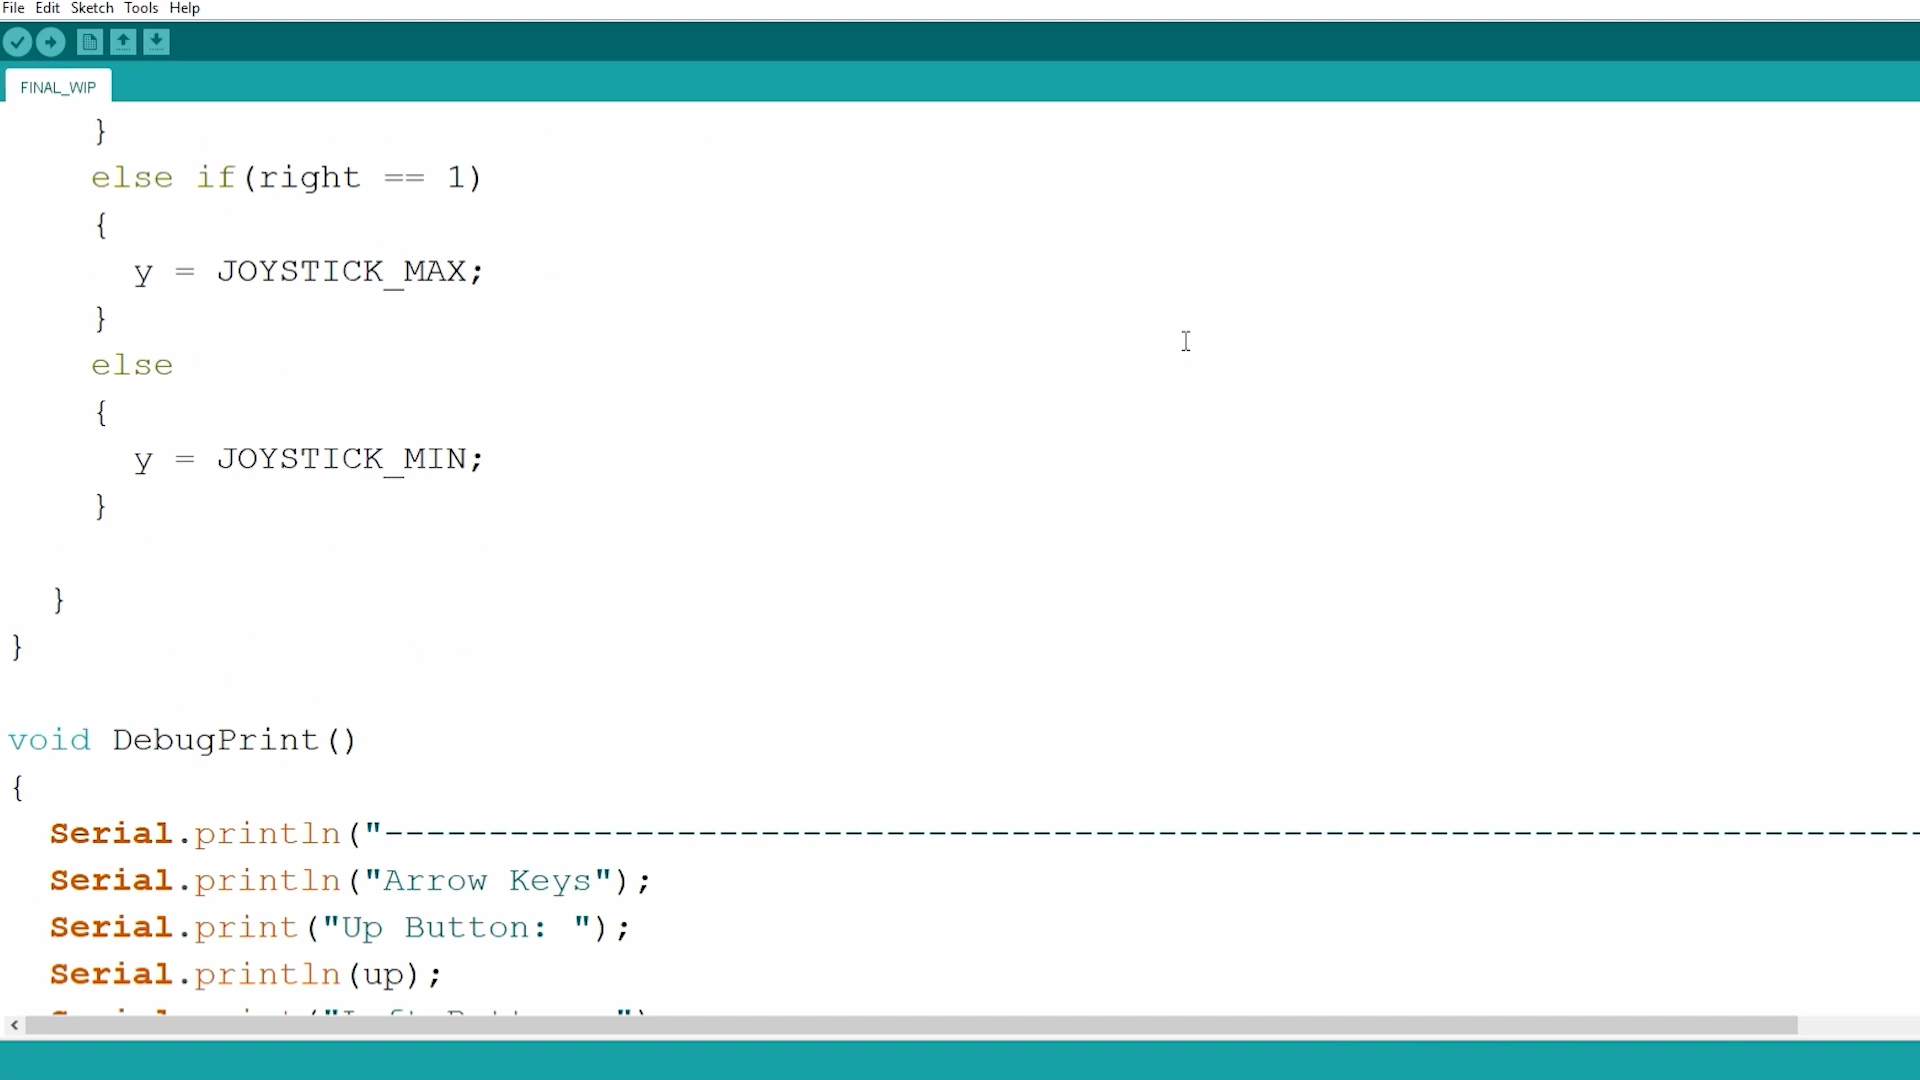 File Edit Sketch Tools Help
FINAL_WIP
}
else if(right == 1)
{
y = JOYSTICK_MAX;
}
else
{
y = JOYSTICK_MIN;
}
}
}
void DebugPrint()
{
Serial.println("-------------------------------------------------------------------------
Serial.println("Arrow Keys");
Serial.print("Up Button: ");
Serial.println(up);